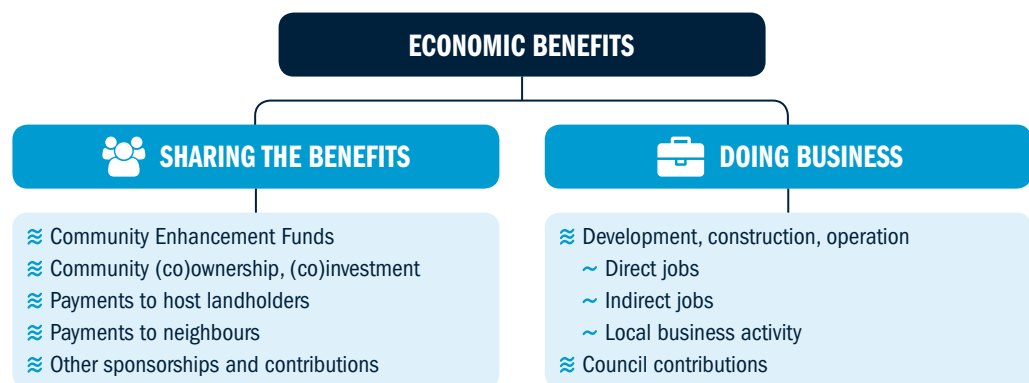 ECONOMIC BENEFITS
SHARING THE BENEFITS
Community Enhancement Funds
Community (co)ownership, (co)investment
Payments to host landholders
Payments to neighbours
Other sponsorships and contributions
DOING BUSINESS
Development, construction, operation
~ Direct jobs
~ Indirect jobs
~ Local business activity
Council contributions